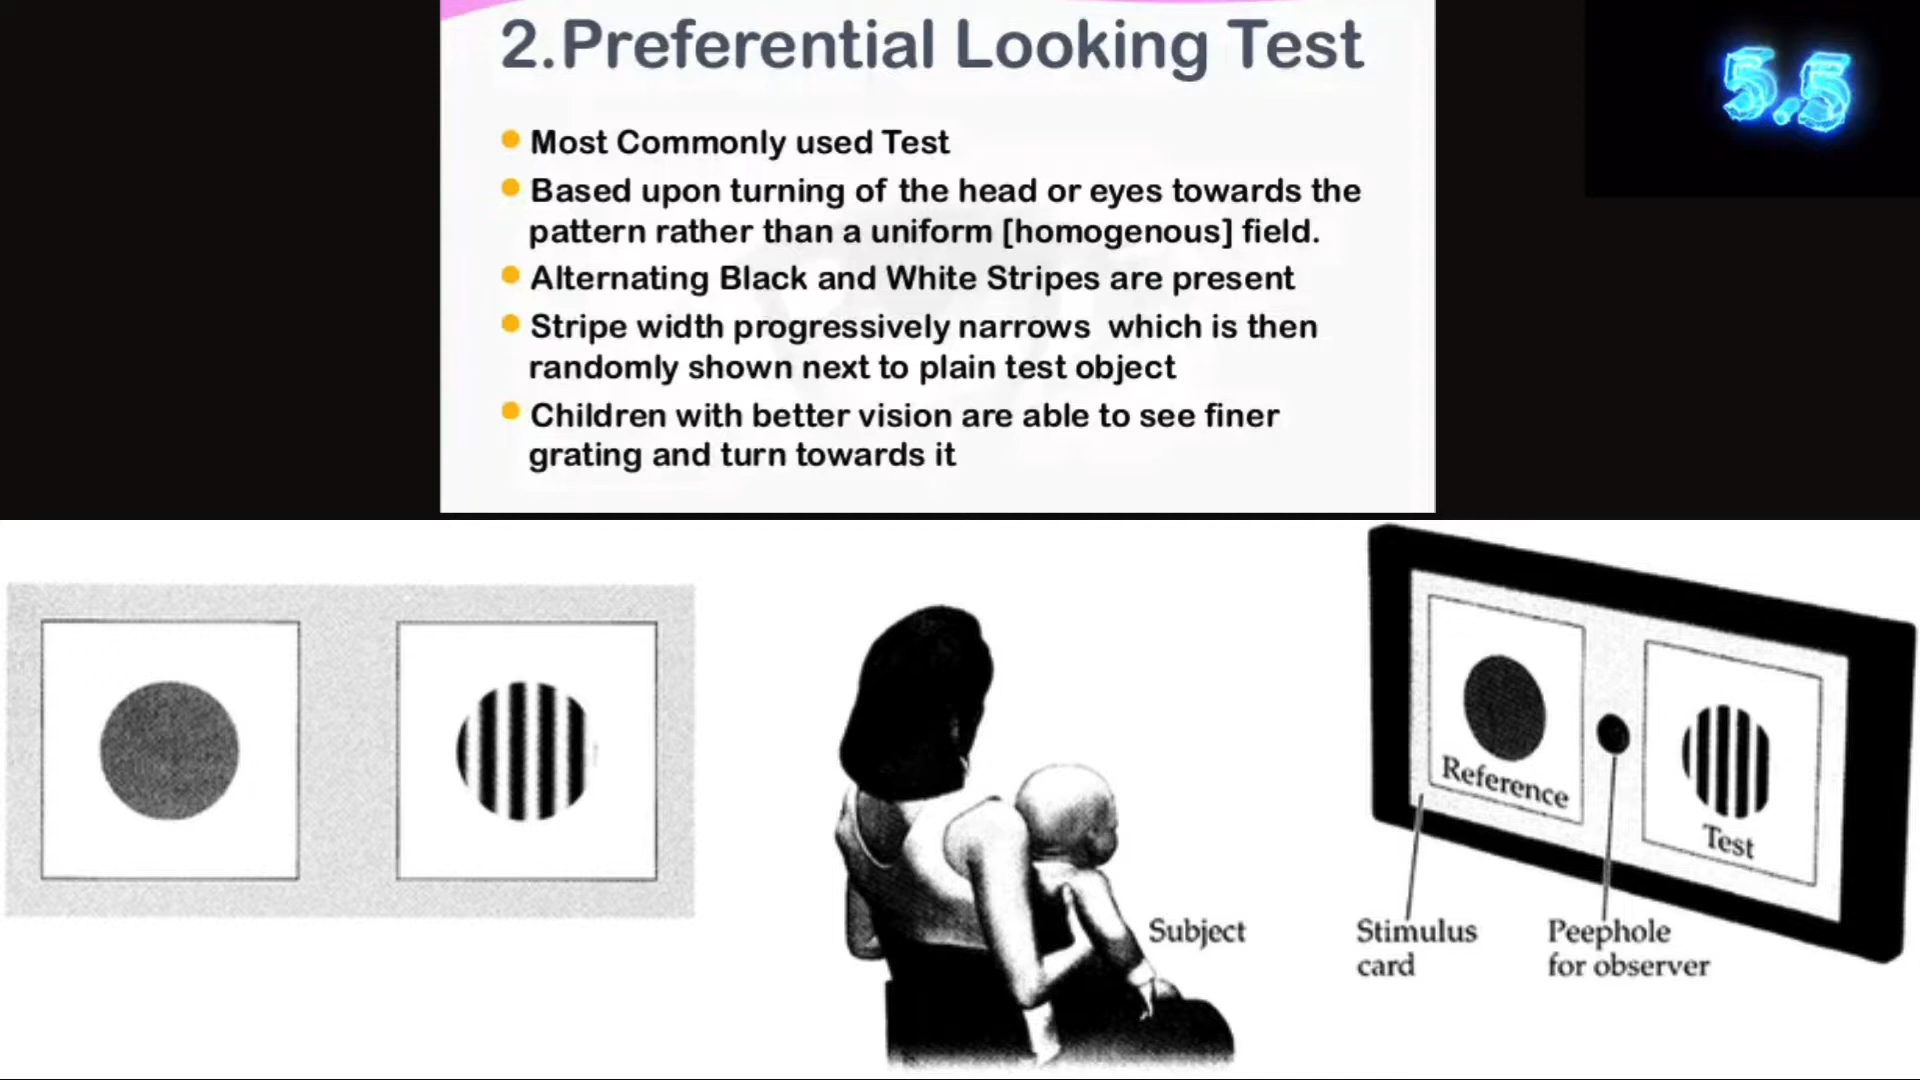 2.Preferential Looking Test
5.5
Most Commonly used Test
Based upon turning of the head or eyes towards the
pattern rather than a uniform [homogenous] field.
Alternating Black and White Stripes are present
Stripe width progressively narrows which is then
randomly shown next to plain test object
Children with better vision are able to see finer
grating and turn towards it
Reference
Test
Subject
Stimulus
card
Peephole
for observer